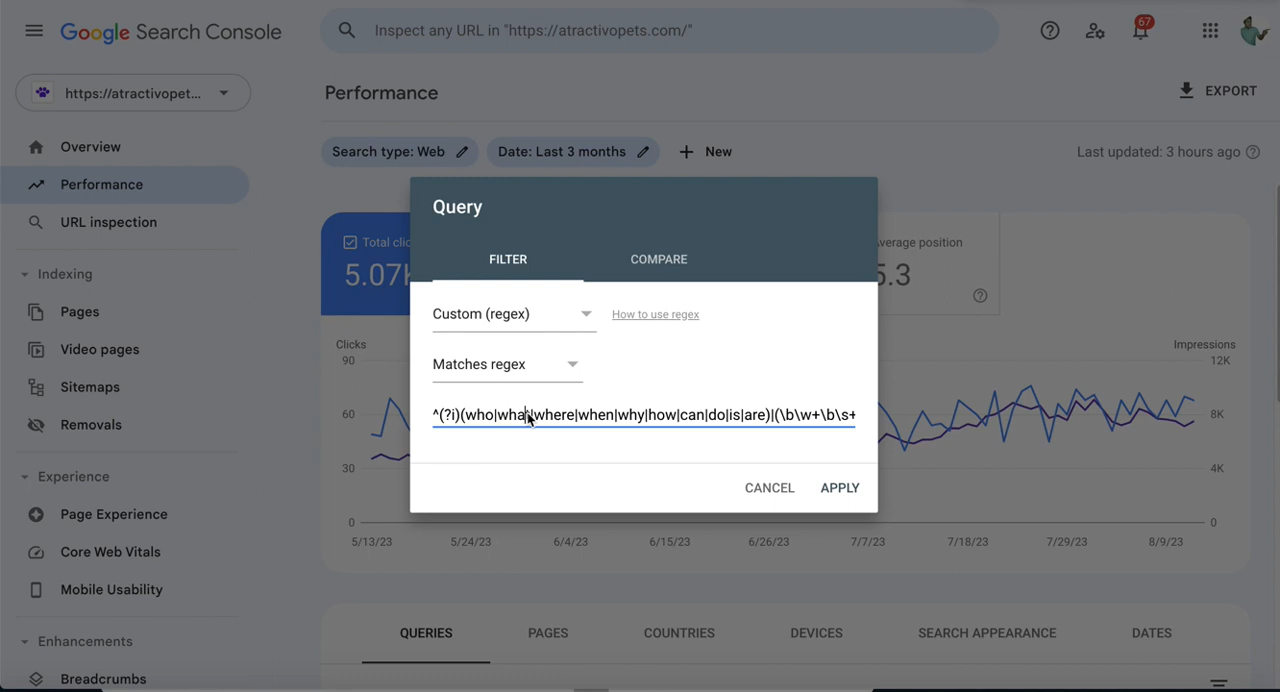 Google Search Console
Inspect any URL in "https://atractivopets.com/"
67
https://atractivopet...
Overview
Performance
URL inspection
Indexing
Pages
Video pages
Sitemaps
Removals
Experience
Page Experience
Core Web Vitals
Mobile Usability
Enhancements
Breadcrumbs
Performance
EXPORT
Search type: Web
Date: Last 3 months
New
Last updated: 3 hours ago
Total clic
5.07K
verage position
5.3
Query
FILTER
COMPARE
Custom (regex)
How to use regex
Matches regex
^(?i)(who|what|where|when|why|how|can|do|is|are)|(\b\w+\b\s+
CANCEL
APPLY
Clicks
Impressions
90
12K
60
8K
30
4K
0
0
5/13/23
5/24/23
6/4/23
6/15/23
6/26/23
7/7/23
7/18/23
7/29/23
8/9/23
QUERIES
PAGES
COUNTRIES
DEVICES
SEARCH APPEARANCE
DATES